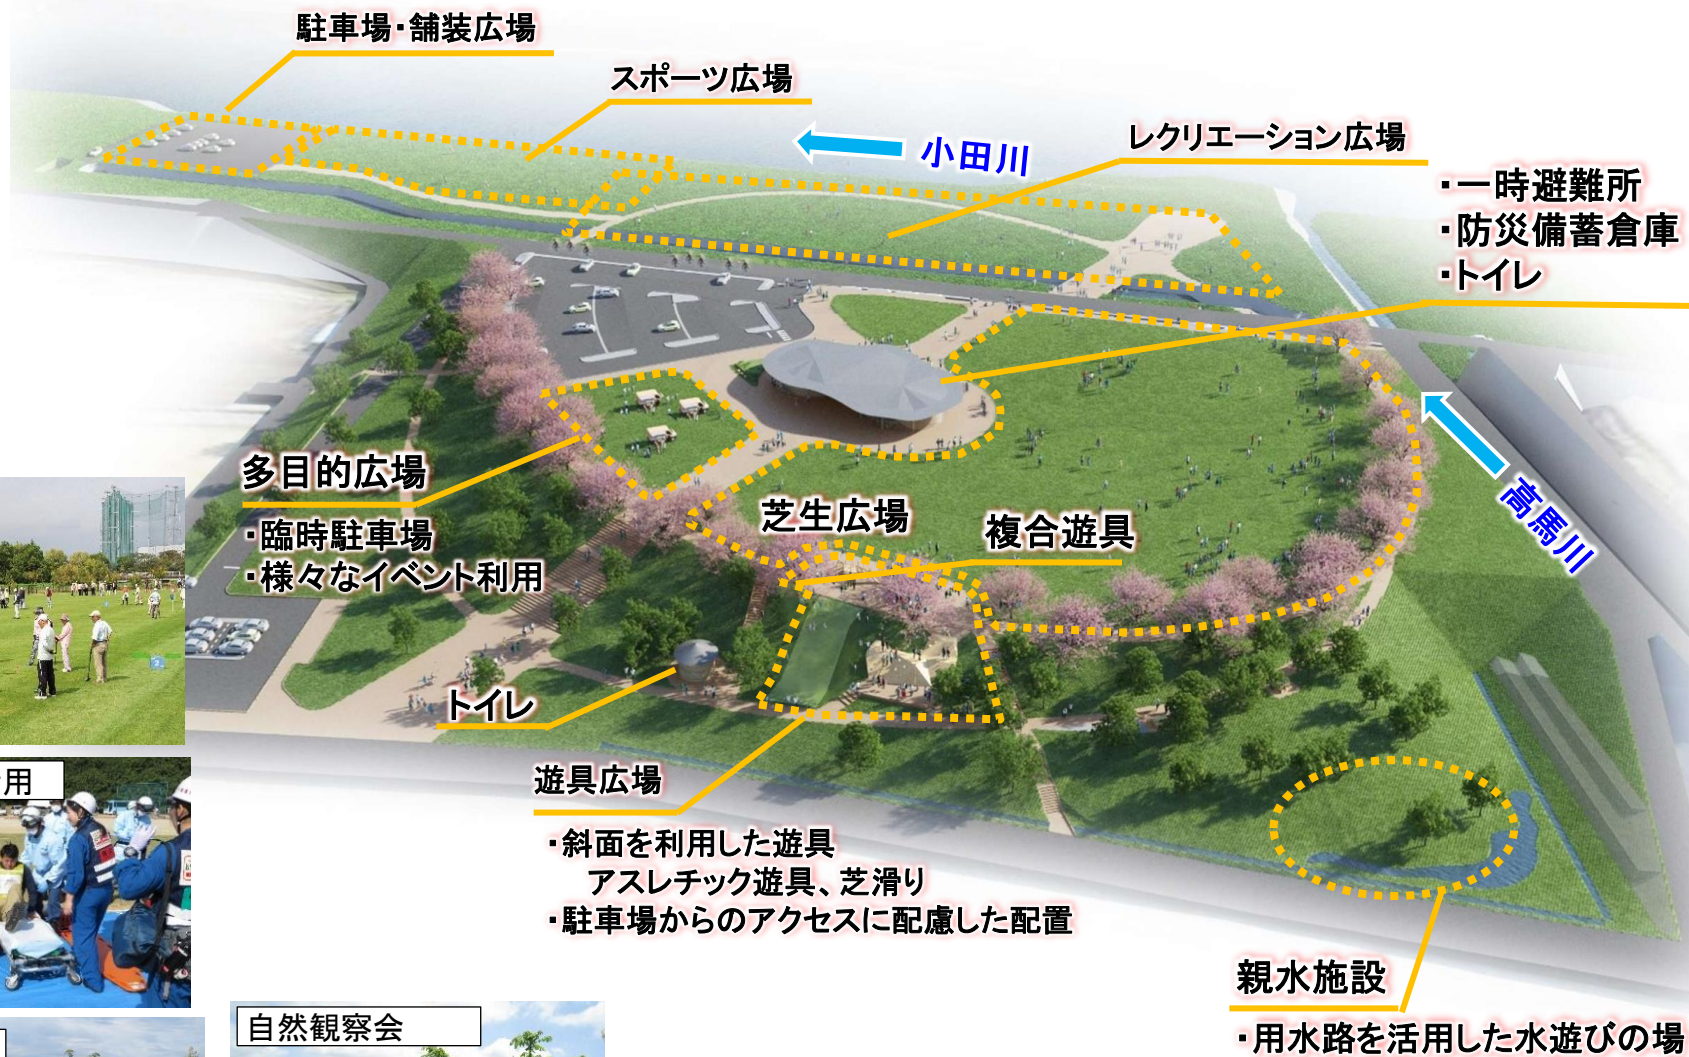 駐車場・舗装広場
スポーツ広場
小田川
レクリエーション広場
・一時避難所
・防災備蓄倉庫
・トイレ
多目的広場
・臨時駐車場
・様々なイベント利用
芝生広場
複合遊具
高馬川
トイレ
遊具広場
・斜面を利用した遊具
アスレチック遊具、芝滑り
・駐車場からのアクセスに配慮した配置
用
親水施設
・用水路を活用した水遊びの場
自然観察会